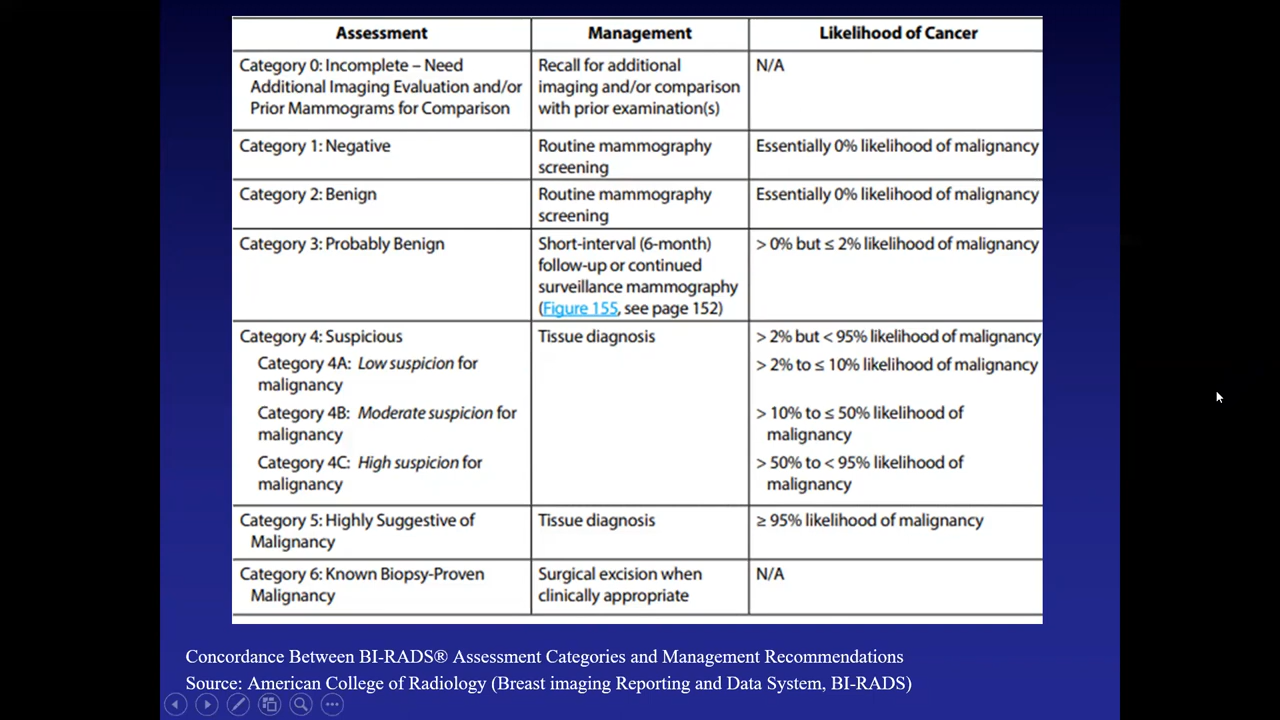 Assessment Management Likelihood of Cancer
Category 0: Incomplete – Need
Additional Imaging Evaluation and/or
Prior Mammograms for Comparison
Recall for additional
imaging and/or comparison
with prior examination(s)
N/A
Category 1: Negative
Routine mammography
screening
Essentially 0% likelihood of malignancy
Category 2: Benign
Routine mammography
screening
Essentially 0% likelihood of malignancy
Category 3: Probably Benign
Short-interval (6-month)
follow-up or continued
surveillance mammography
(Figure 155, see page 152)
> 0% but ≤ 2% likelihood of malignancy
Category 4: Suspicious
Tissue diagnosis
> 2% but < 95% likelihood of malignancy
Category 4A: Low suspicion for
malignancy
> 2% to ≤ 10% likelihood of malignancy
Category 4B: Moderate suspicion for
malignancy
> 10% to ≤ 50% likelihood of
malignancy
Category 4C: High suspicion for
malignancy
> 50% to < 95% likelihood of
malignancy
Category 5: Highly Suggestive of
Malignancy
Tissue diagnosis
≥ 95% likelihood of malignancy
Category 6: Known Biopsy-Proven
Malignancy
Surgical excision when
clinically appropriate
N/A
Concordance Between BI-RADS® Assessment Categories and Management Recommendations
Source: American College of Radiology (Breast imaging Reporting and Data System, BI-RADS)